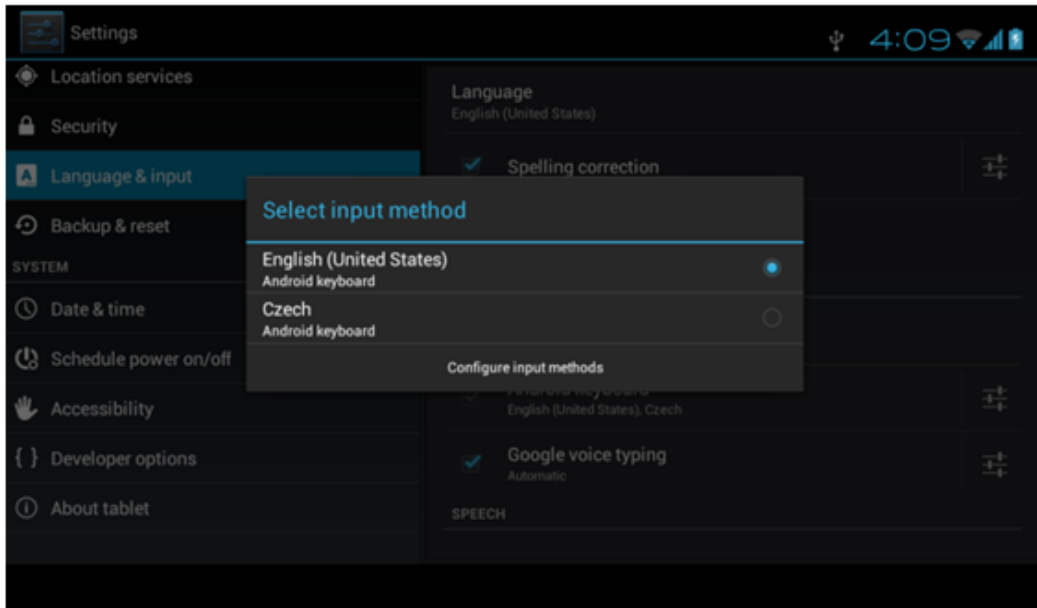 Settings
4:09
Location services
Security
Language & input
Backup & reset
SYSTEM
Date & time
Schedule power on/off
Accessibility
Developer options
About tablet
Language
English (United States)
Spelling correction
Select input method
English (United States)
Android keyboard
Czech
Android keyboard
Configure input methods
Android keyboard
English (United States), Czech
Google voice typing
Automatic
SPEECH